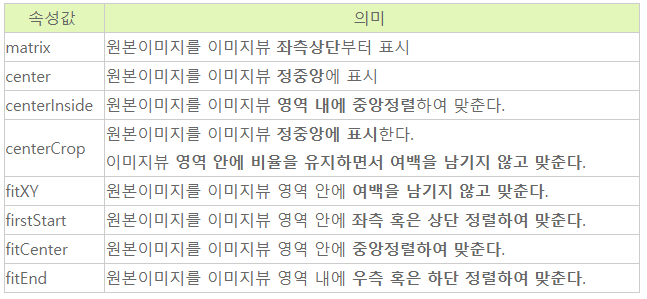 속성값 의미
matrix 원본이미지를 이미지뷰 좌측상단부터 표시
center 원본이미지를 이미지뷰 정중앙에 표시
centerInside 원본이미지를 이미지뷰 영역 내에 중앙정렬하여 맞춘다.
centerCrop 원본이미지를 이미지뷰 정중앙에 표시한다.
이미지뷰 영역 안에 비율을 유지하면서 여백을 남기지 않고 맞춘다.
fitXY 원본이미지를 이미지뷰 영역 안에 여백을 남기지 않고 맞춘다.
firstStart 원본이미지를 이미지뷰 영역 안에 좌측 혹은 상단 정렬하여 맞춘다.
fitCenter 원본이미지를 이미지뷰 영역 안에 중앙정렬하여 맞춘다.
fitEnd 원본이미지를 이미지뷰 영역 내에 우측 혹은 하단 정렬하여 맞춘다.